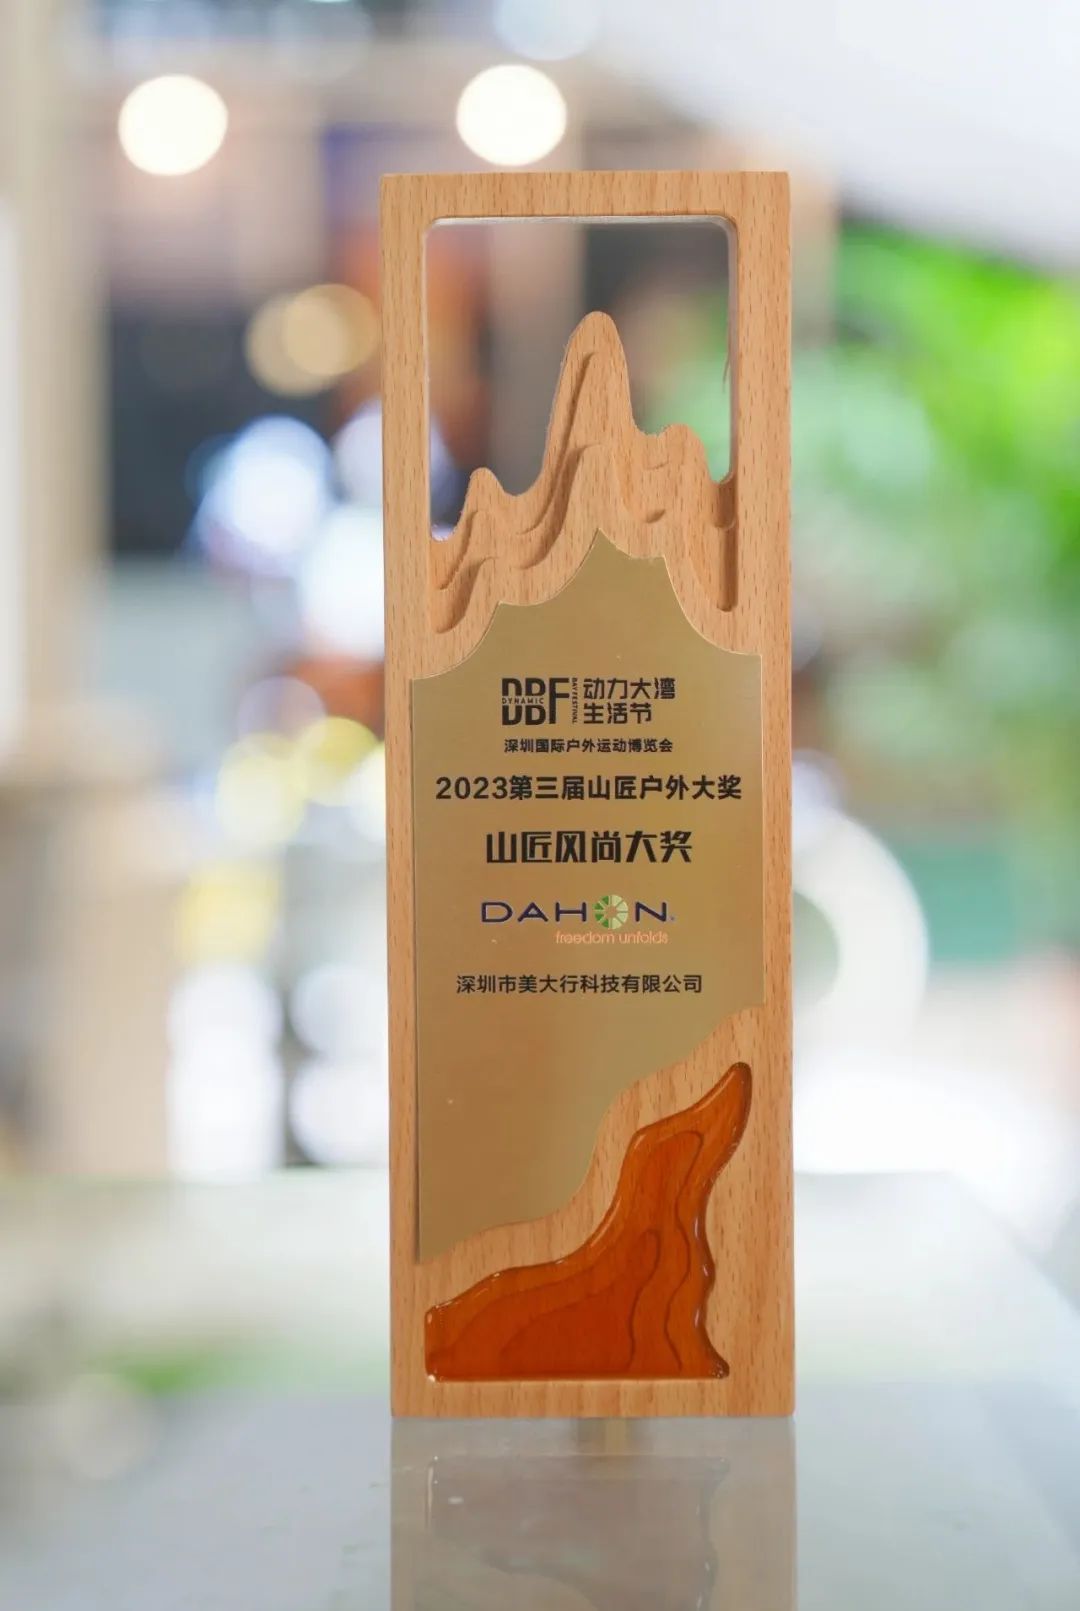 DBF
DYNAMIC
BAY FESTIVAL
动力大湾
生活节
深圳国际户外运动博览会
2023第三届山匠户外大奖
山匠风尚大奖
DAHON
freedom unfolds
深圳市美大行科技有限公司